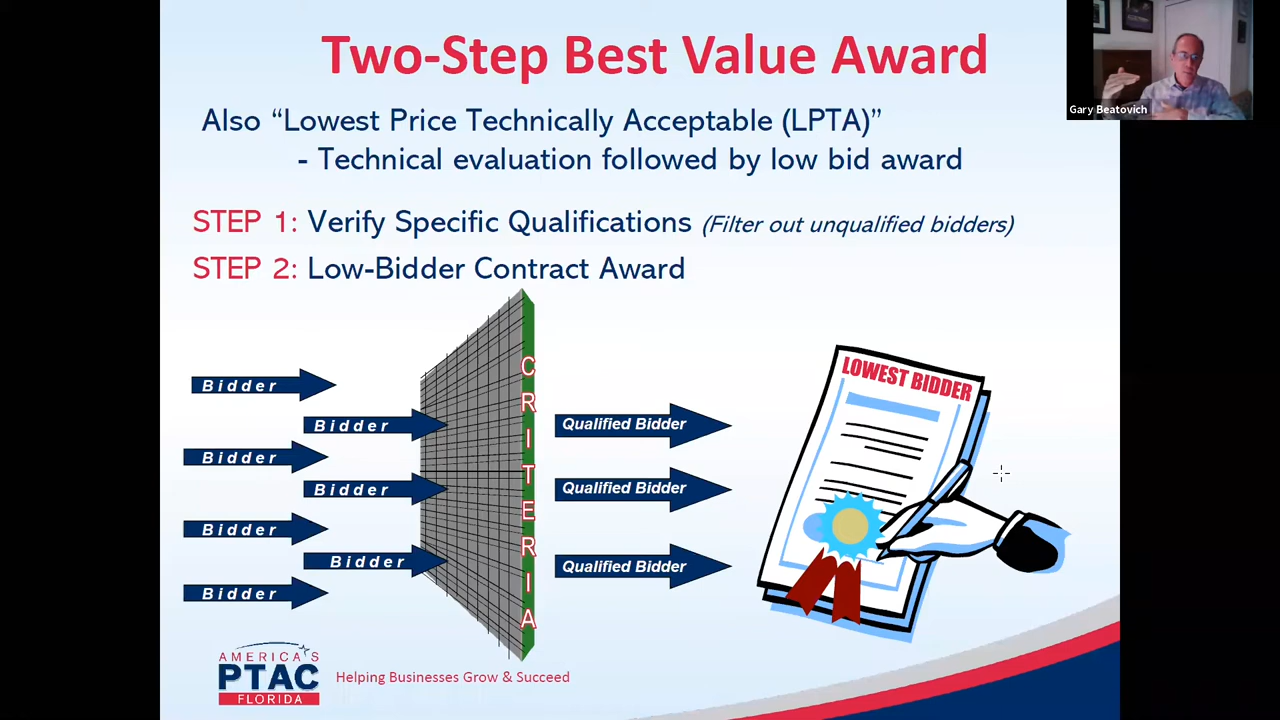 Two-Step Best Value Award
Gary Beatovich
Also “Lowest Price Technically Acceptable (LPTA)”
- Technical evaluation followed by low bid award
STEP 1: Verify Specific Qualifications (Filter out unqualified bidders)
STEP 2: Low-Bidder Contract Award
Bidder
Bidder
Bidder
Bidder
Bidder
Bidder
Bidder
CRITERIA
Qualified Bidder
Qualified Bidder
Qualified Bidder
LOWEST BIDDER
AMERICA'S
PTAC
FLORIDA
Helping Businesses Grow & Succeed